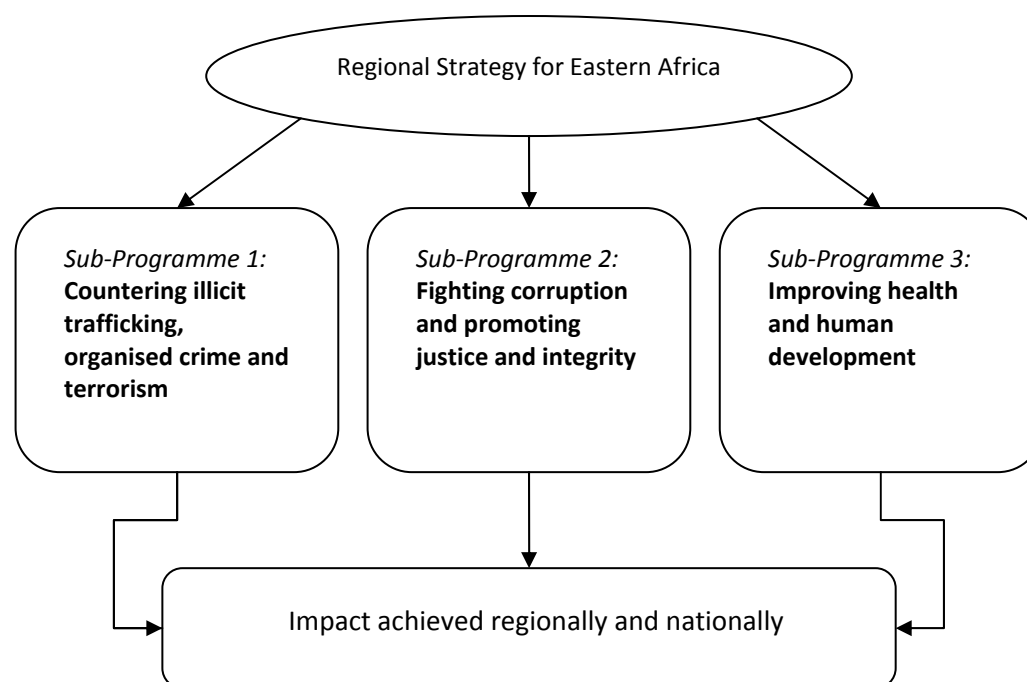 Regional Strategy for Eastern Africa
Sub-Programme 1:
Countering illicit
trafficking,
organised crime and
terrorism
Sub-Programme 2:
Fighting corruption
and promoting
justice and integrity
Sub-Programme 3:
Improving health
and human
development
Impact achieved regionally and nationally